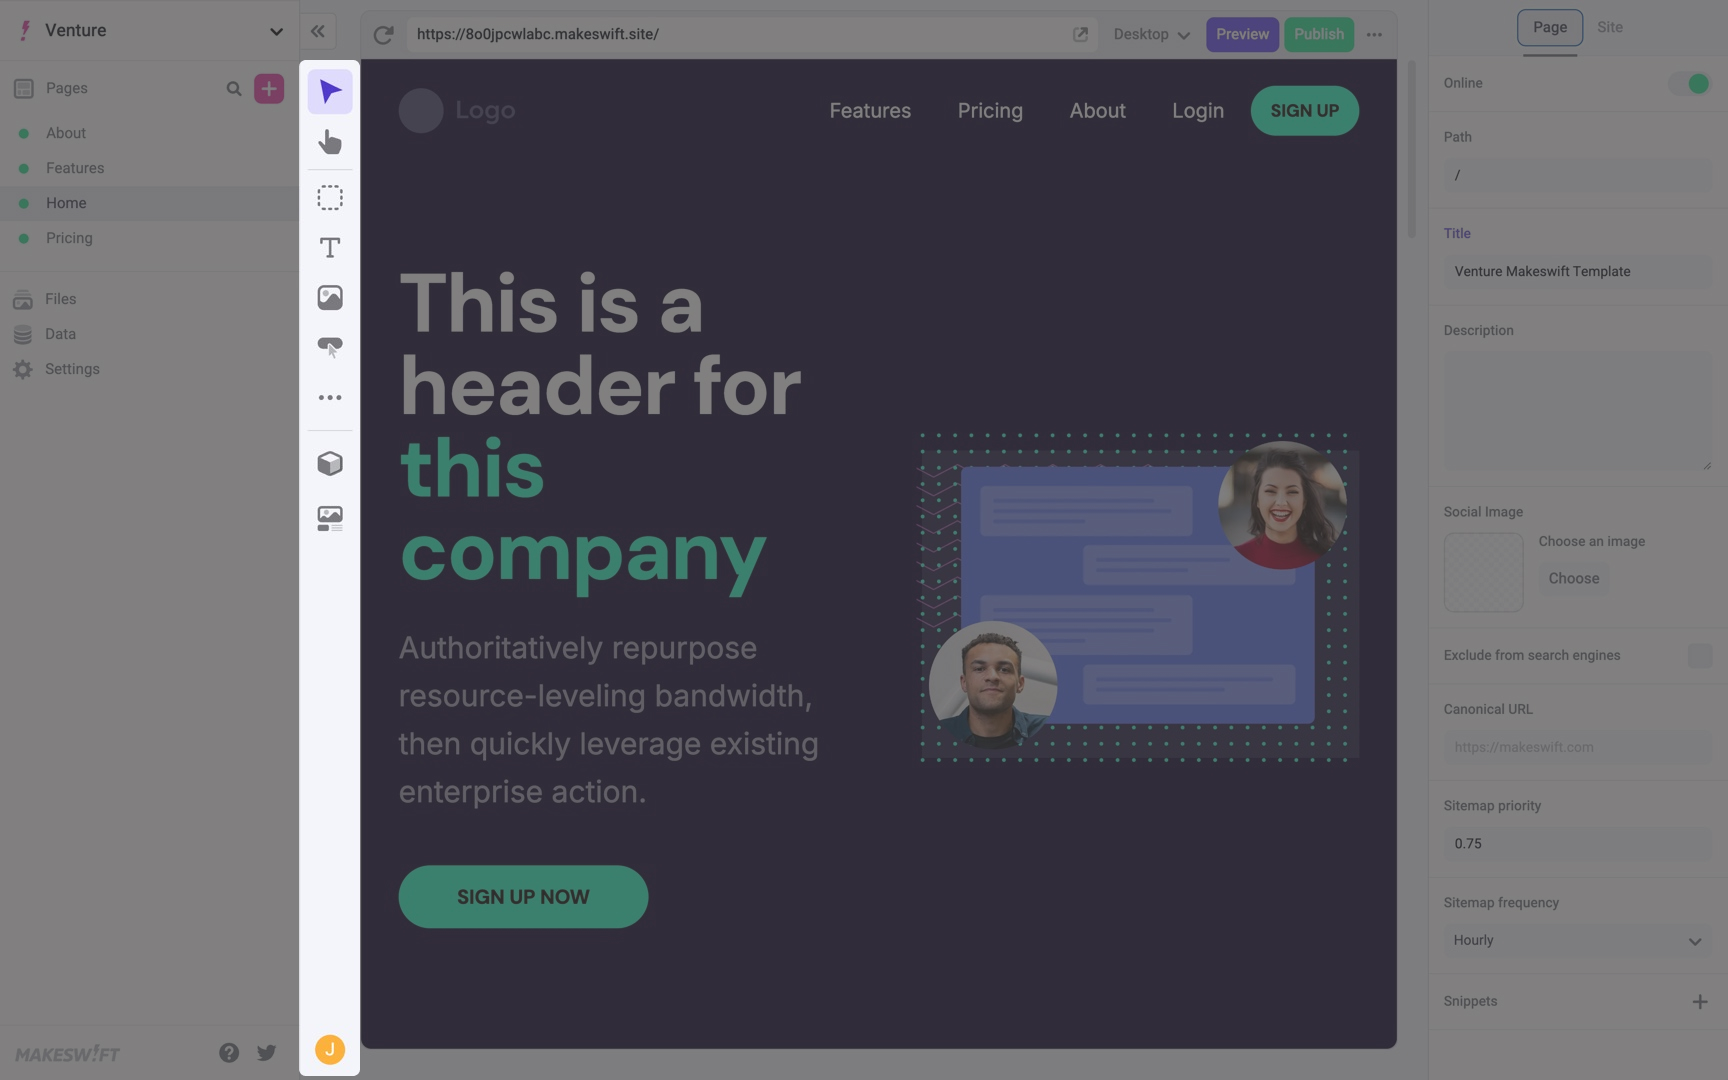 Venture
Pages
About
Features
Home
Pricing
Files
Data
Settings
MAKESW!FT
J
https://8o0jpcwlabc.makeswift.site/
Desktop
Preview
Publish
Logo
Features
Pricing
About
Login
SIGN UP
This is a
header for
this
company
Authoritatively repurpose
resource-leveling bandwidth,
then quickly leverage existing
enterprise action.
SIGN UP NOW
Page
Site
Online
Path
/
Title
Venture Makeswift Template
Description
Social Image
Choose an image
Choose
Exclude from search engines
Canonical URL
https://makeswift.com
Sitemap priority
0.75
Sitemap frequency
Hourly
Snippets